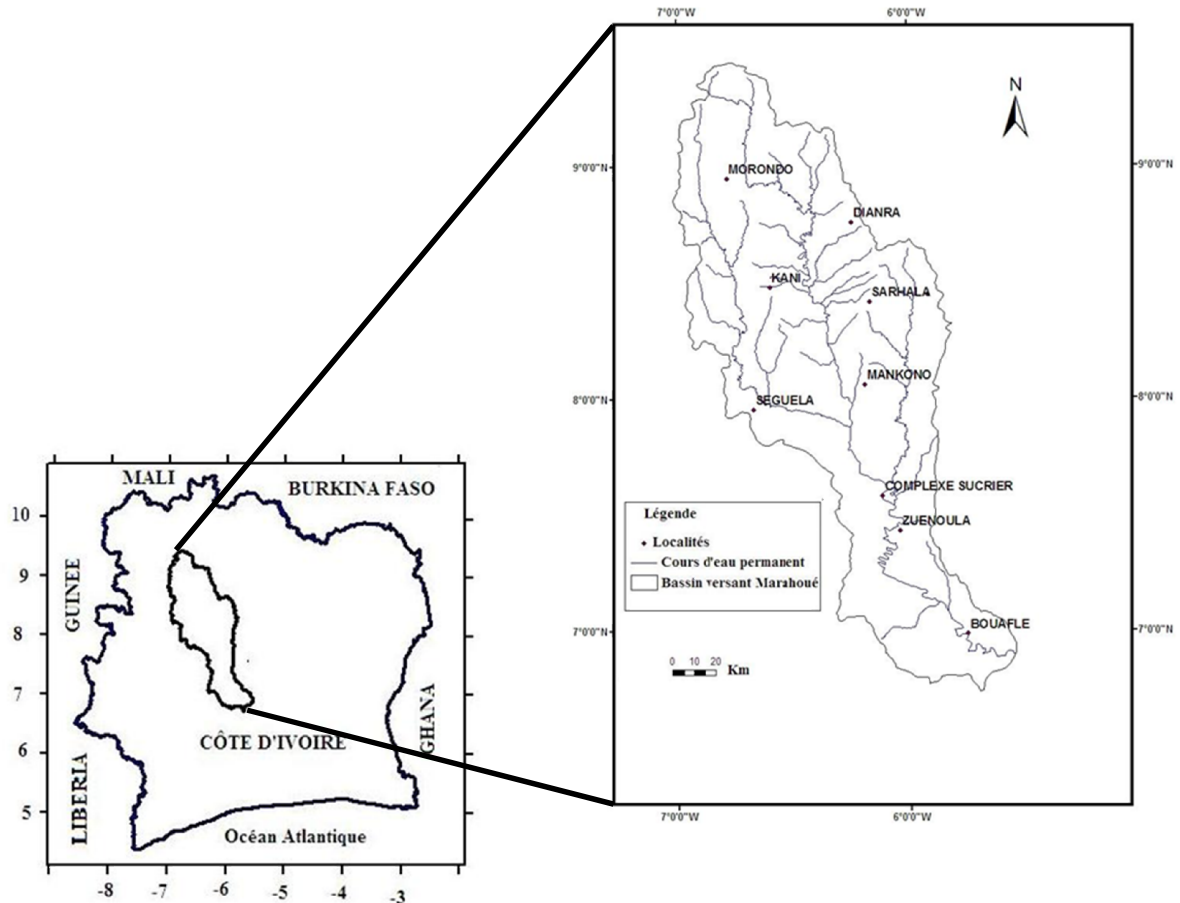 7°0'0"W 6°0'0"W
N
9°0'0"N 9°0'0"N
MORONDO
DIANRA
KANI
SARHALA
MANKONO
8°0'0"N 8°0'0"N
SEGUELA
COMPLEXE SUCRIER
ZUENOULA
Légende
Localités
Cours d'eau permanent
Bassin versant Marahoué
BOUAFLE
7°0'0"N 7°0'0"N
0 10 20
Km
7°0'0"W 6°0'0"W
MALI
BURKINA FASO
10
GUINEE
9
8
7
GHANA
CÔTE D'IVOIRE
6
LIBERIA
5
Océan Atlantique
-8 -7 -6 -5 -4 -3